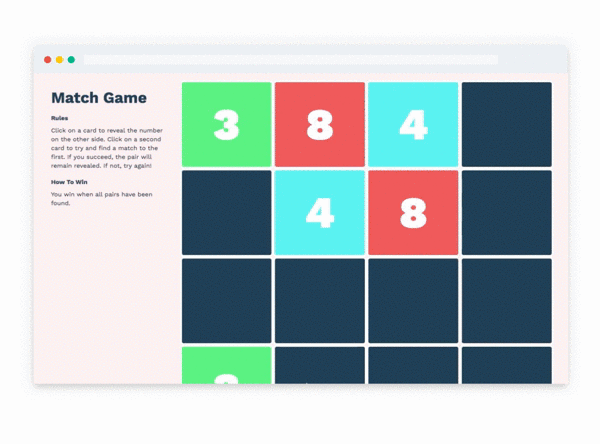 Match Game
Rules
Click on a card to reveal the number
on the other side. Click on a second
card to try and find a match to the
first. If you succeed, the pair will
remain revealed. If not, try again!
How To Win
You win when all pairs have been
found.
3 8 4
4 8